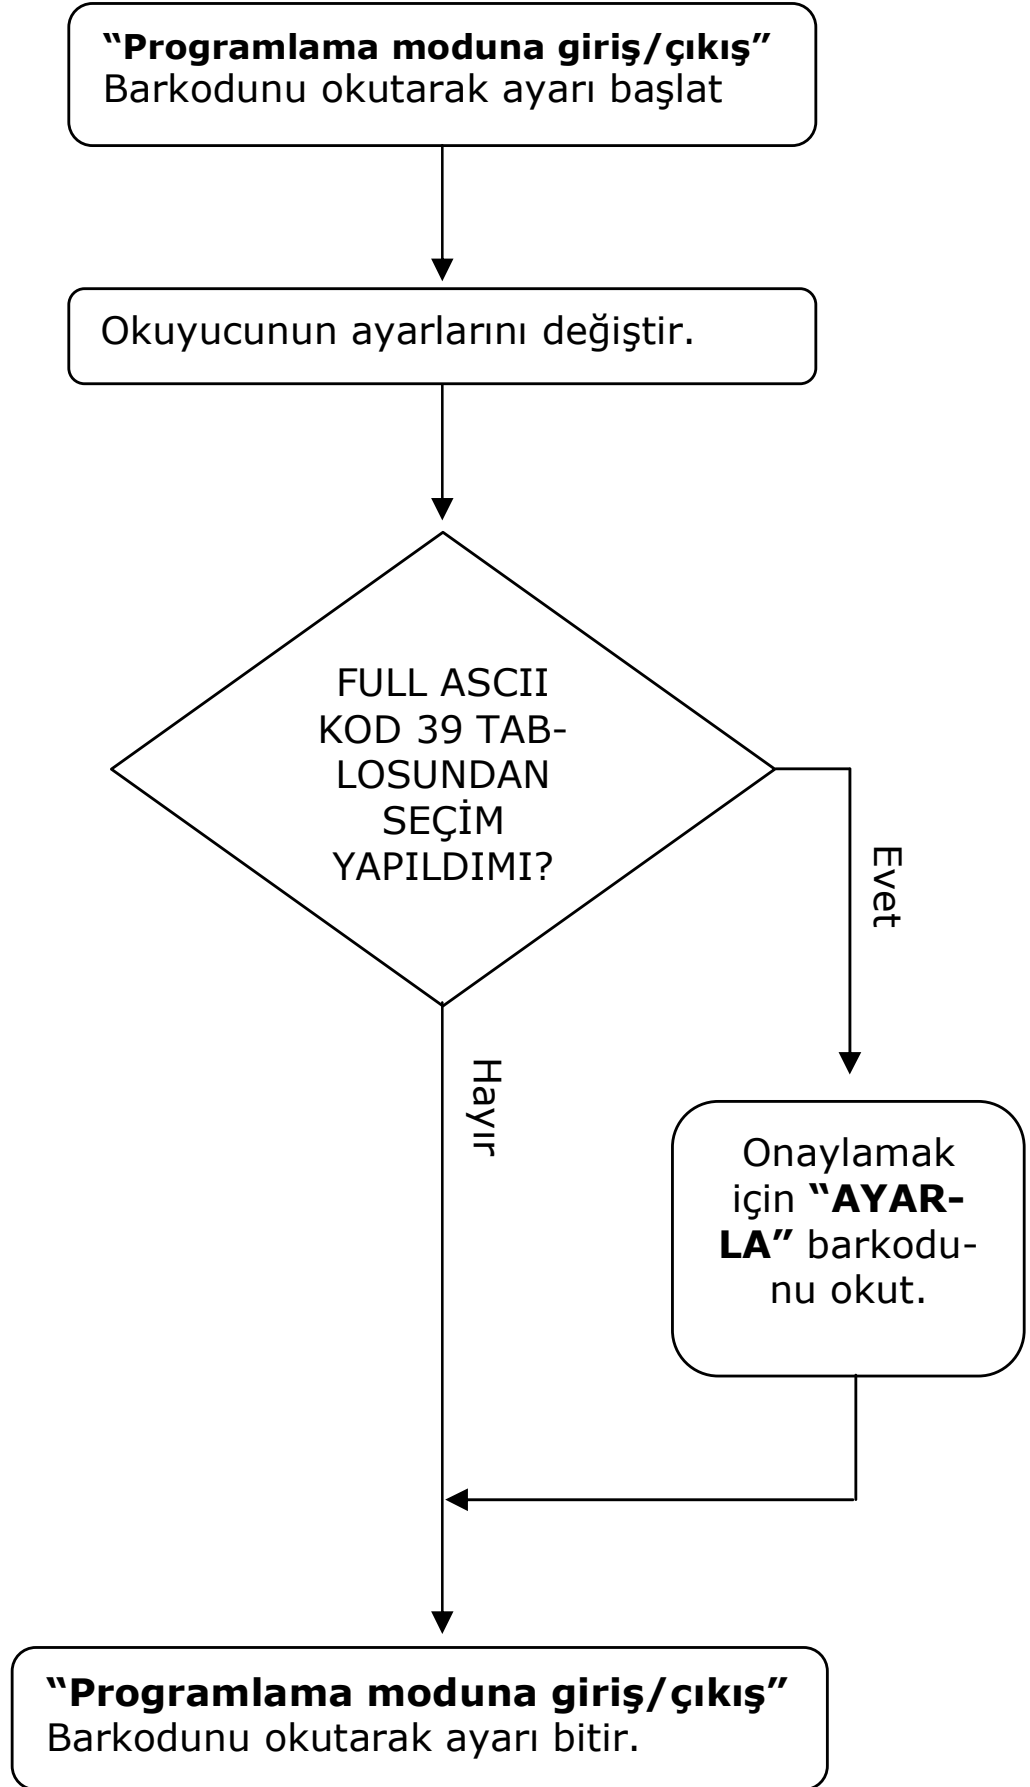 “Programlama moduna giriş/çıkış”
Barkodunu okutarak ayarı başlat
Okuyucunun ayarlarını değiştir.
FULL ASCII
KOD 39 TAB-
LOSUNDAN
SEÇİM
YAPILDIMI?
Evet
Hayır
Onaylamak
için “AYAR-
LA” barkodu-
nu okut.
“Programlama moduna giriş/çıkış”
Barkodunu okutarak ayarı bitir.